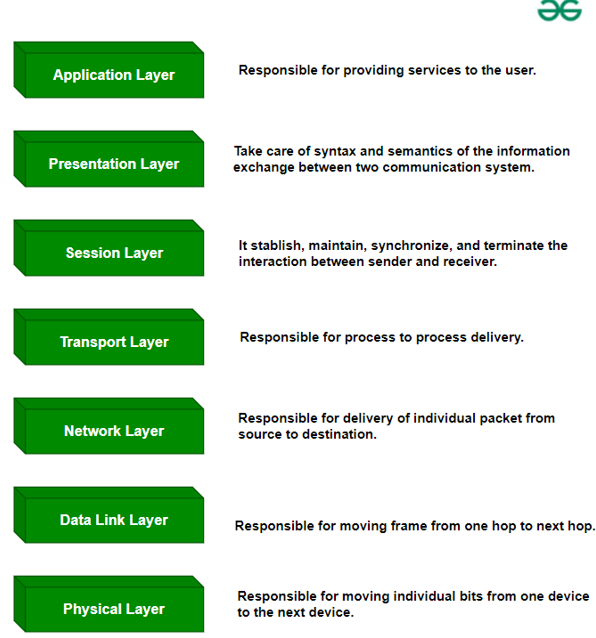 Application Layer
Responsible for providing services to the user.
Presentation Layer
Take care of syntax and semantics of the information
exchange between two communication system.
Session Layer
It stablish, maintain, synchronize, and terminate the
interaction between sender and receiver.
Transport Layer
Responsible for process to process delivery.
Network Layer
Responsible for delivery of individual packet from
source to destination.
Data Link Layer
Responsible for moving frame from one hop to next hop.
Physical Layer
Responsible for moving individual bits from one device
to the next device.